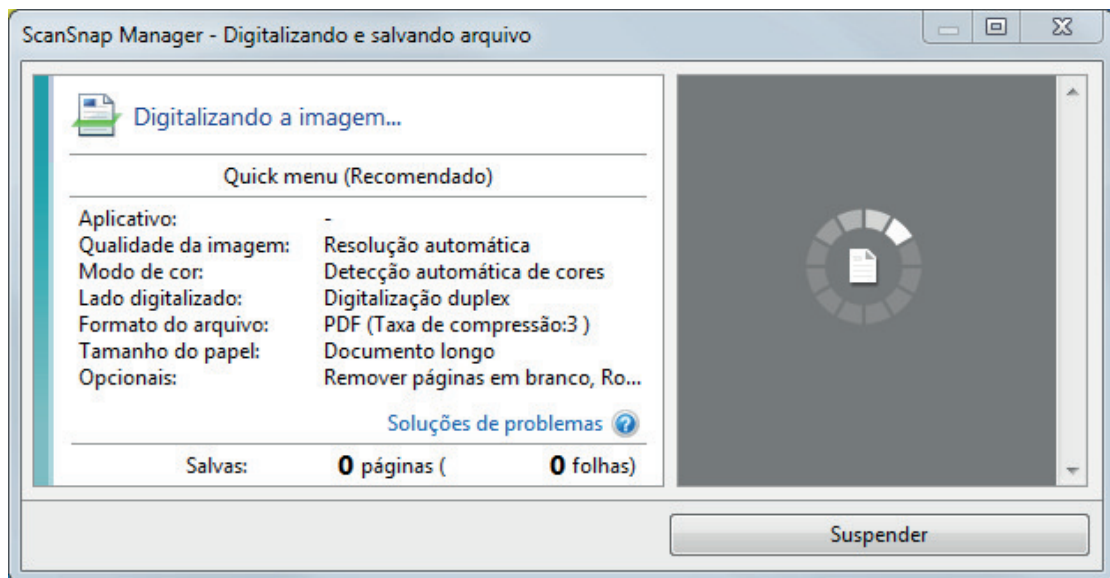 ScanSnap Manager - Digitalizando e salvando arquivo
Digitalizando a imagem...
Quick menu (Recomendado)
Aplicativo: -
Qualidade da imagem: Resolução automática
Modo de cor: Detecção automática de cores
Lado digitalizado: Digitalização duplex
Formato do arquivo: PDF (Taxa de compressão:3 )
Tamanho do papel: Documento longo
Opcionais: Remover páginas em branco, Ro...
Soluções de problemas
Salvas: 0 páginas ( 0 folhas)
Suspender